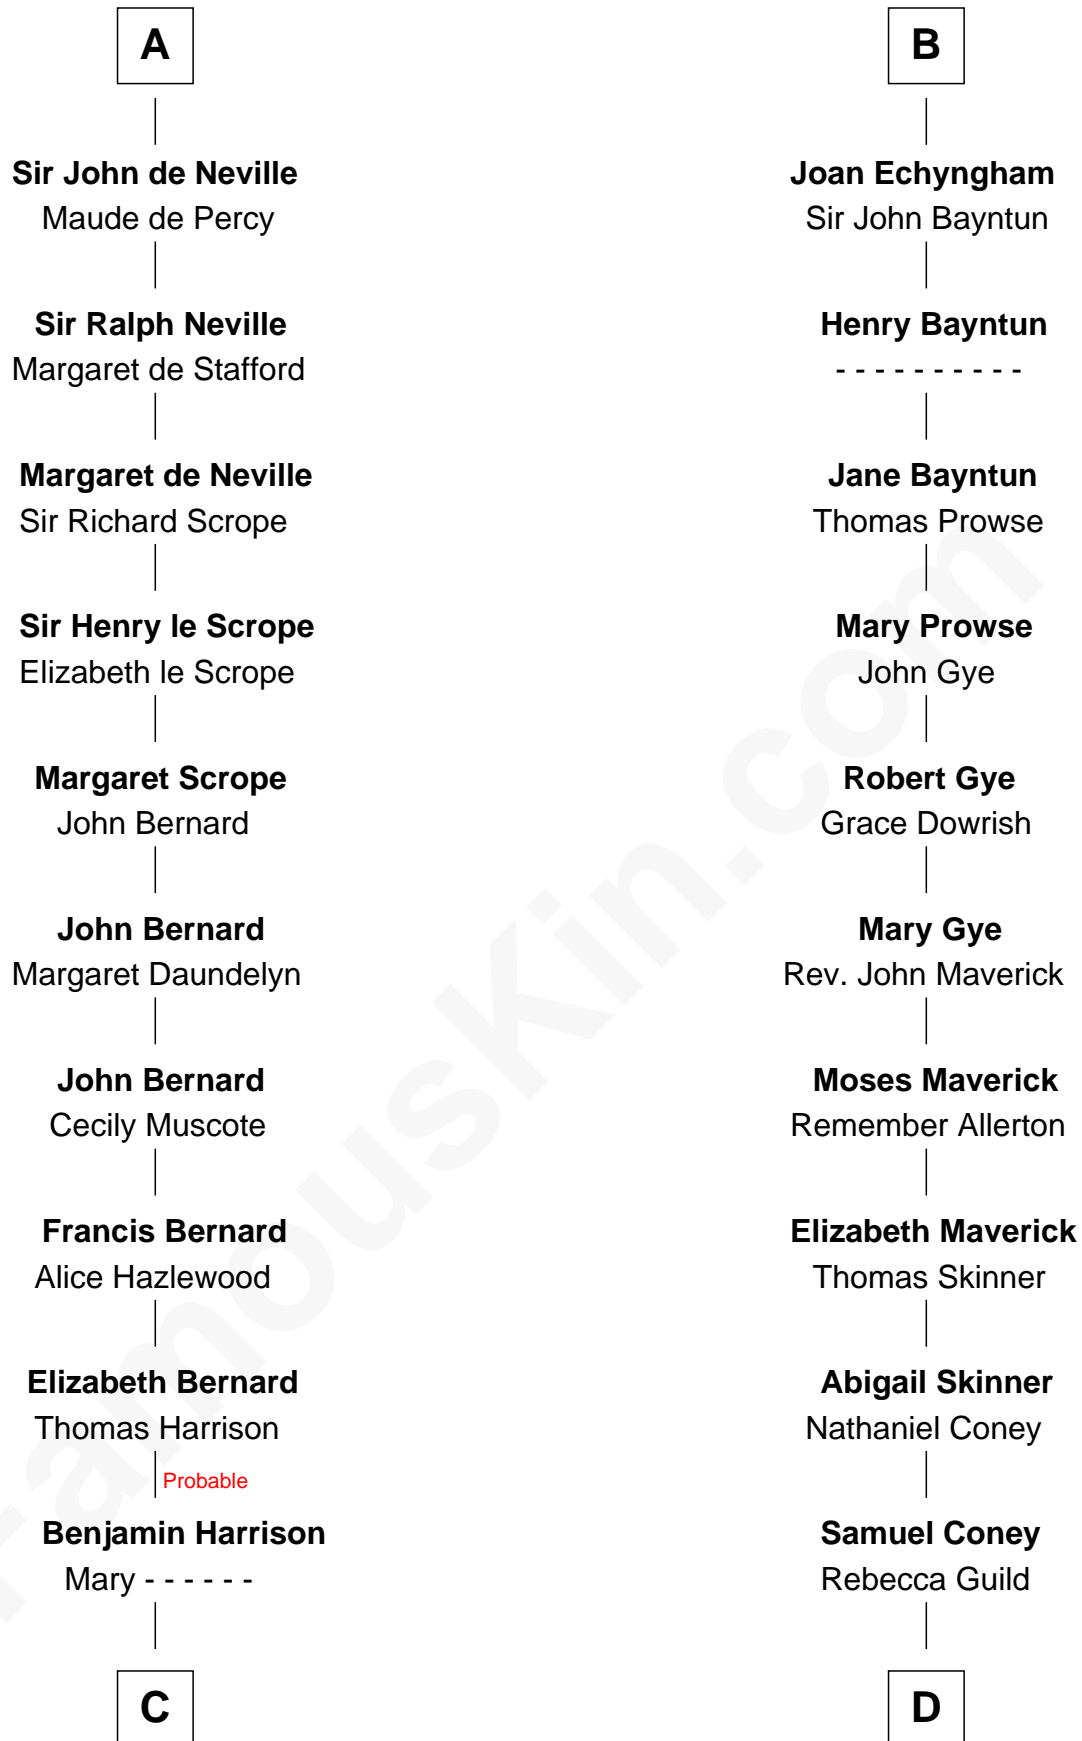 A
Sir John de Neville
Maude de Percy
Sir Ralph Neville
Margaret de Stafford
Margaret de Neville
Sir Richard Scrope
Sir Henry le Scrope
Elizabeth le Scrope
Margaret Scrope
John Bernard
John Bernard
Margaret Daundelyn
John Bernard
Cecily Muscote
Francis Bernard
Alice Hazlewood
Elizabeth Bernard
Thomas Harrison
Probable
Benjamin Harrison
Mary - - - - - -
C
B
Joan Echyngham
Sir John Bayntun
Henry Bayntun
- - - - - - - - - -
Jane Bayntun
Thomas Prowse
Mary Prowse
John Gye
Robert Gye
Grace Dowrish
Mary Gye
Rev. John Maverick
Moses Maverick
Remember Allerton
Elizabeth Maverick
Thomas Skinner
Abigail Skinner
Nathaniel Coney
Samuel Coney
Rebecca Guild
D
FamousKin.com